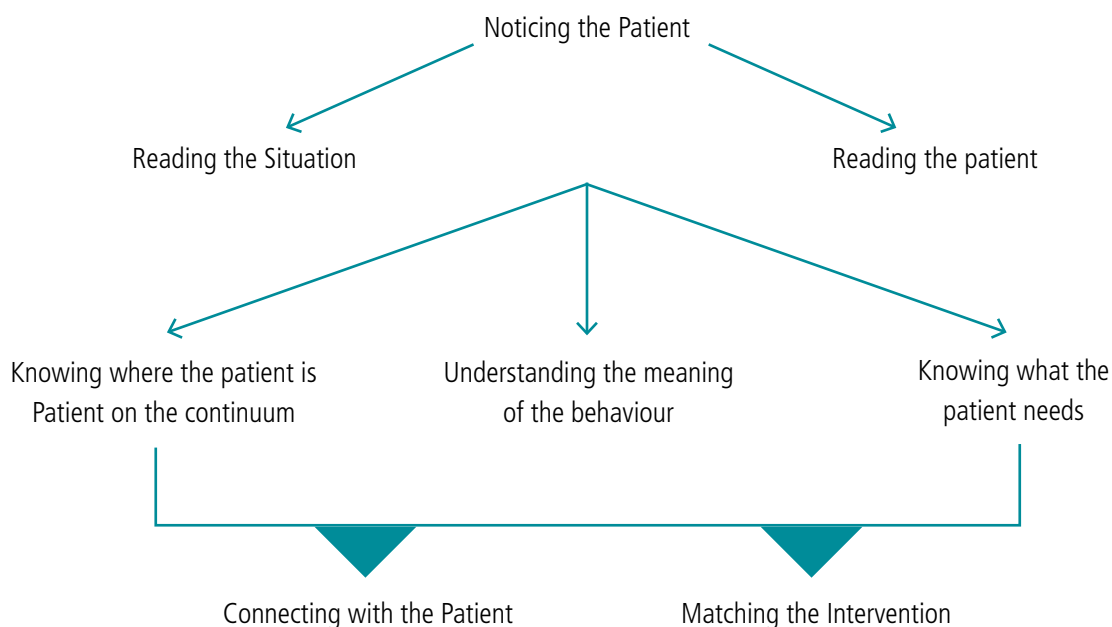 Noticing the Patient
Reading the Situation
Reading the patient
Knowing where the patient is
Patient on the continuum
Understanding the meaning
of the behaviour
Knowing what the
patient needs
Connecting with the Patient
Matching the Intervention